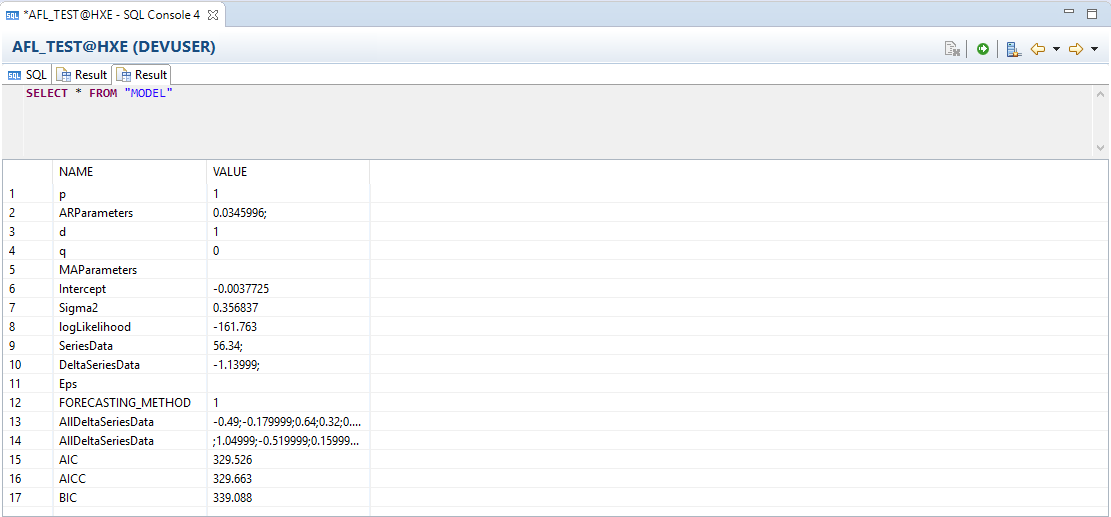 *AFL_TEST@HXE - SQL Console 4
AFL_TEST@HXE (DEVUSER)
SQL Result Result
SELECT * FROM "MODEL"
NAME VALUE
1 p 1
2 ARParameters 0.0345996;
3 d 1
4 q 0
5 MAParameters
6 Intercept -0.0037725
7 Sigma2 0.356837
8 logLikelihood -161.763
9 SeriesData 56.34;
10 DeltaSeriesData -1.13999;
11 Eps
12 FORECASTING_METHOD 1
13 AllDeltaSeriesData -0.49;-0.179999;0.64;0.32;0....
14 AllDeltaSeriesData ;1.04999;-0.519999;0.15999...
15 AIC 329.526
16 AICC 329.663
17 BIC 339.088